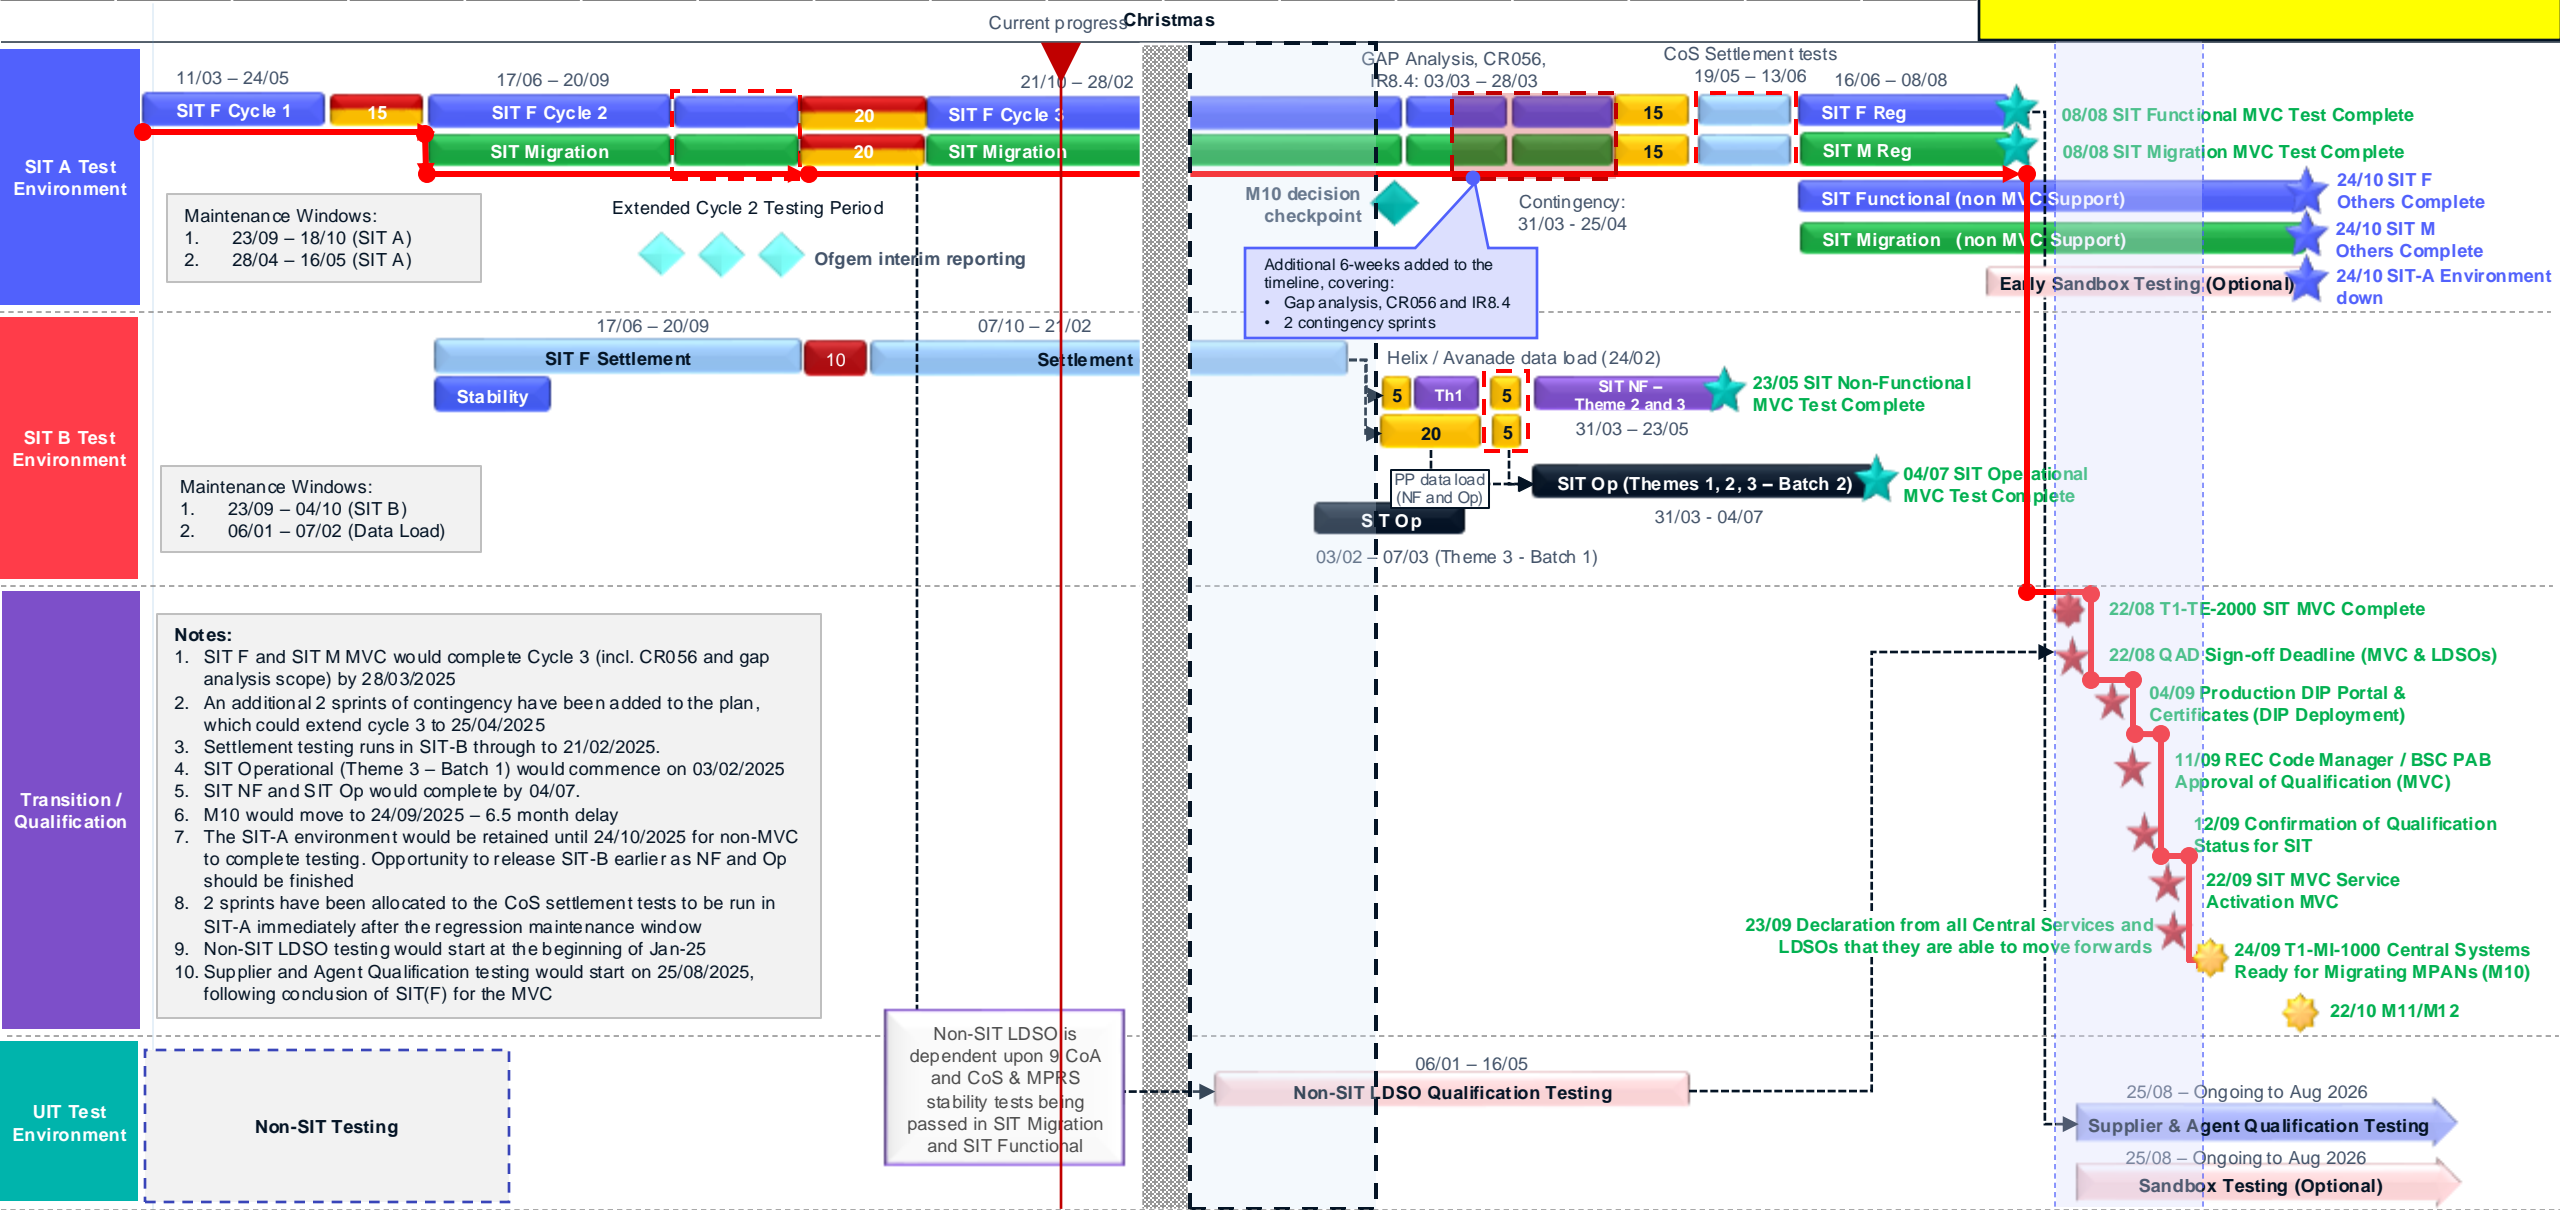 Current progress
Christmas
SIT A Test
Environment
11/03 – 24/05
17/06 – 20/09
21/10 – 28/02
GAP Analysis, CR056,
IR8.4: 03/03 – 28/03
CoS Settlement tests
19/05 – 13/06
16/06 – 08/08
SIT F Cycle 1
15
SIT F Cycle 2
20
SIT F Cycle 3
15
SIT F Reg
08/08 SIT Functional MVC Test Complete
SIT Migration
20
SIT Migration
15
SIT M Reg
08/08 SIT Migration MVC Test Complete
Maintenance Windows:
1. 23/09 – 18/10 (SIT A)
2. 28/04 – 16/05 (SIT A)
Extended Cycle 2 Testing Period
Ofgem interim reporting
M10 decision
checkpoint
Contingency:
31/03 - 25/04
SIT Functional (non MVC Support)
24/10 SIT F
Others Complete
SIT Migration (non MVC Support)
24/10 SIT M
Others Complete
Early Sandbox Testing (Optional)
24/10 SIT-A Environment
down
Additional 6-weeks added to the
timeline, covering:
• Gap analysis, CR056 and IR8.4
• 2 contingency sprints
SIT B Test
Environment
17/06 – 20/09
07/10 – 21/02
SIT F Settlement
10
Settlement
Stability
Helix / Avanade data load (24/02)
5
Th1
5
SIT NF –
Theme 2 and 3
23/05 SIT Non-Functional
MVC Test Complete
20
5
31/03 – 23/05
PP data load
(NF and Op)
SIT Op (Themes 1, 2, 3 – Batch 2)
04/07 SIT Operational
MVC Test Complete
SIT Op
31/03 - 04/07
03/02 – 07/03 (Theme 3 - Batch 1)
Maintenance Windows:
1. 23/09 – 04/10 (SIT B)
2. 06/01 – 07/02 (Data Load)
Transition /
Qualification
Notes:
1. SIT F and SIT M MVC would complete Cycle 3 (incl. CR056 and gap
analysis scope) by 28/03/2025
2. An additional 2 sprints of contingency have been added to the plan,
which could extend cycle 3 to 25/04/2025
3. Settlement testing runs in SIT-B through to 21/02/2025.
4. SIT Operational (Theme 3 – Batch 1) would commence on 03/02/2025
5. SIT NF and SIT Op would complete by 04/07.
6. M10 would move to 24/09/2025 – 6.5 month delay
7. The SIT-A environment would be retained until 24/10/2025 for non-MVC
to complete testing. Opportunity to release SIT-B earlier as NF and Op
should be finished
8. 2 sprints have been allocated to the CoS settlement tests to be run in
SIT-A immediately after the regression maintenance window
9. Non-SIT LDSO testing would start at the beginning of Jan-25
10. Supplier and Agent Qualification testing would start on 25/08/2025,
following conclusion of SIT(F) for the MVC
22/08 T1-TE-2000 SIT MVC Complete
22/08 QAD Sign-off Deadline (MVC & LDSOs)
04/09 Production DIP Portal &
Certificates (DIP Deployment)
11/09 REC Code Manager / BSC PAB
Approval of Qualification (MVC)
12/09 Confirmation of Qualification
Status for SIT
22/09 SIT MVC Service
Activation MVC
23/09 Declaration from all Central Services and
LDSOs that they are able to move forwards
24/09 T1-MI-1000 Central Systems
Ready for Migrating MPANs (M10)
22/10 M11/M12
UIT Test
Environment
Non-SIT Testing
Non-SIT LDSO is
dependent upon 9 CoA
and CoS & MPRS
stability tests being
passed in SIT Migration
and SIT Functional
06/01 – 16/05
Non-SIT LDSO Qualification Testing
25/08 – Ongoing to Aug 2026
Supplier & Agent Qualification Testing
25/08 – Ongoing to Aug 2026
Sandbox Testing (Optional)